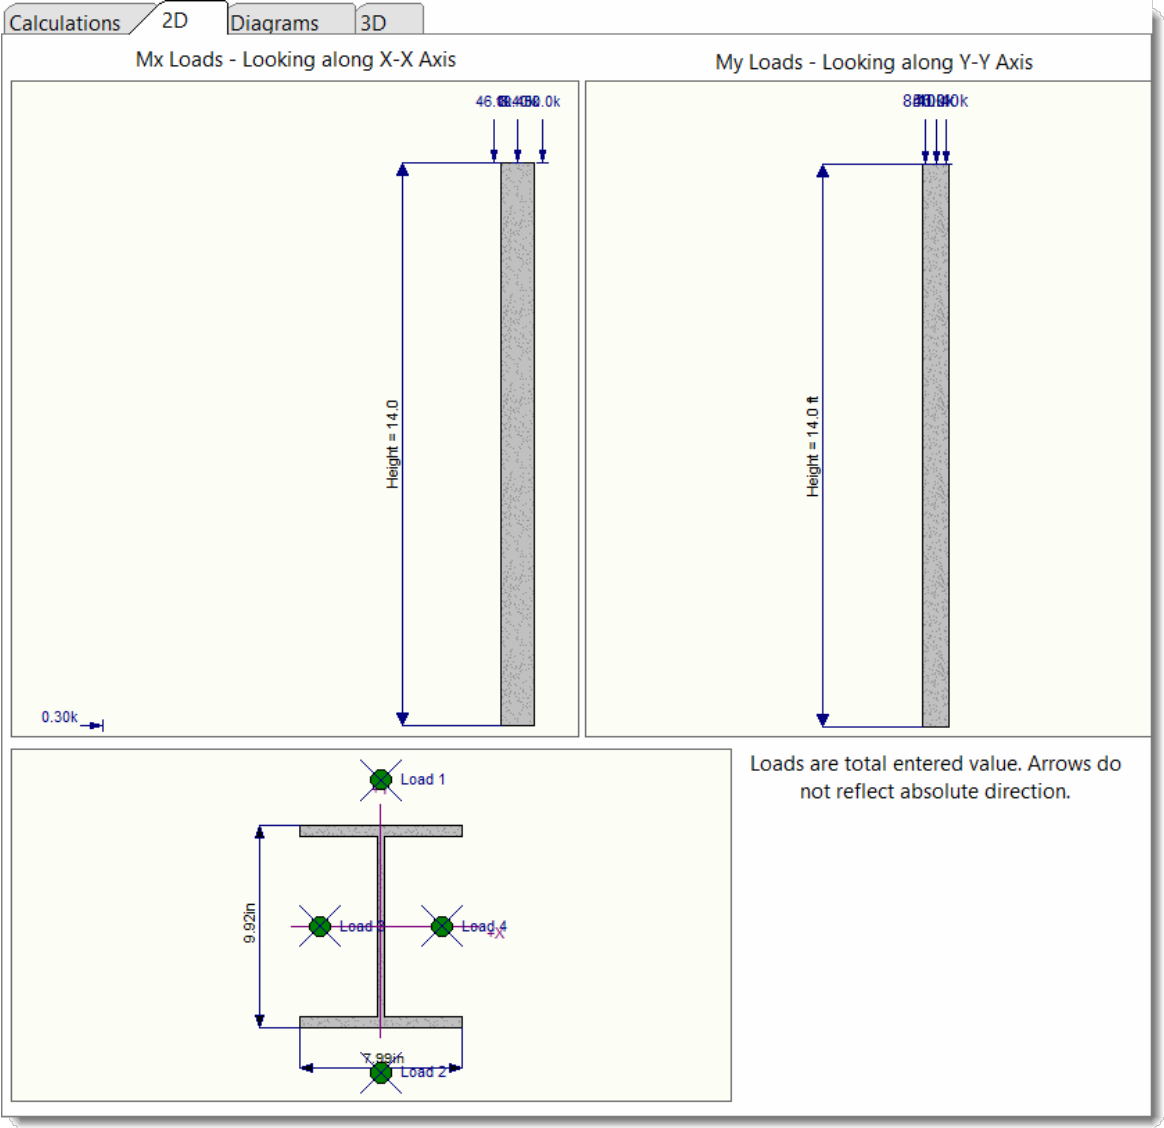 Calculations
2D
Diagrams
3D
Mx Loads - Looking along X-X Axis
My Loads - Looking along Y-Y Axis
Height = 14.0
Height = 14.0 ft
0.30k
Load 1
9.92in
Load 3
Load 4
+X
7.99in
Load 2
Loads are total entered value. Arrows do
not reflect absolute direction.